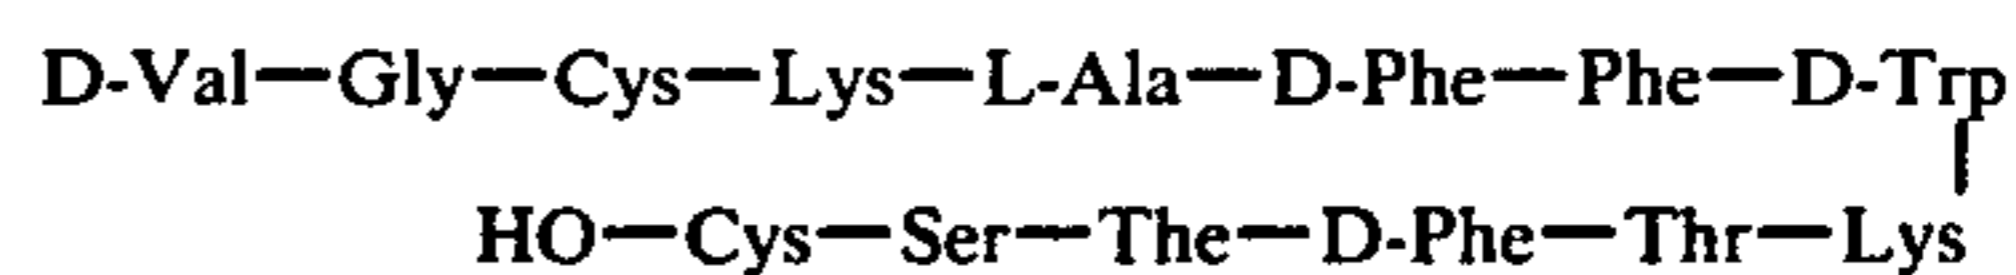 D-Val—Gly—Cys—Lys—L-Ala—D-Phe—Phe—D-Trp
HO—Cys—Ser—The—D-Phe—Thr—Lys